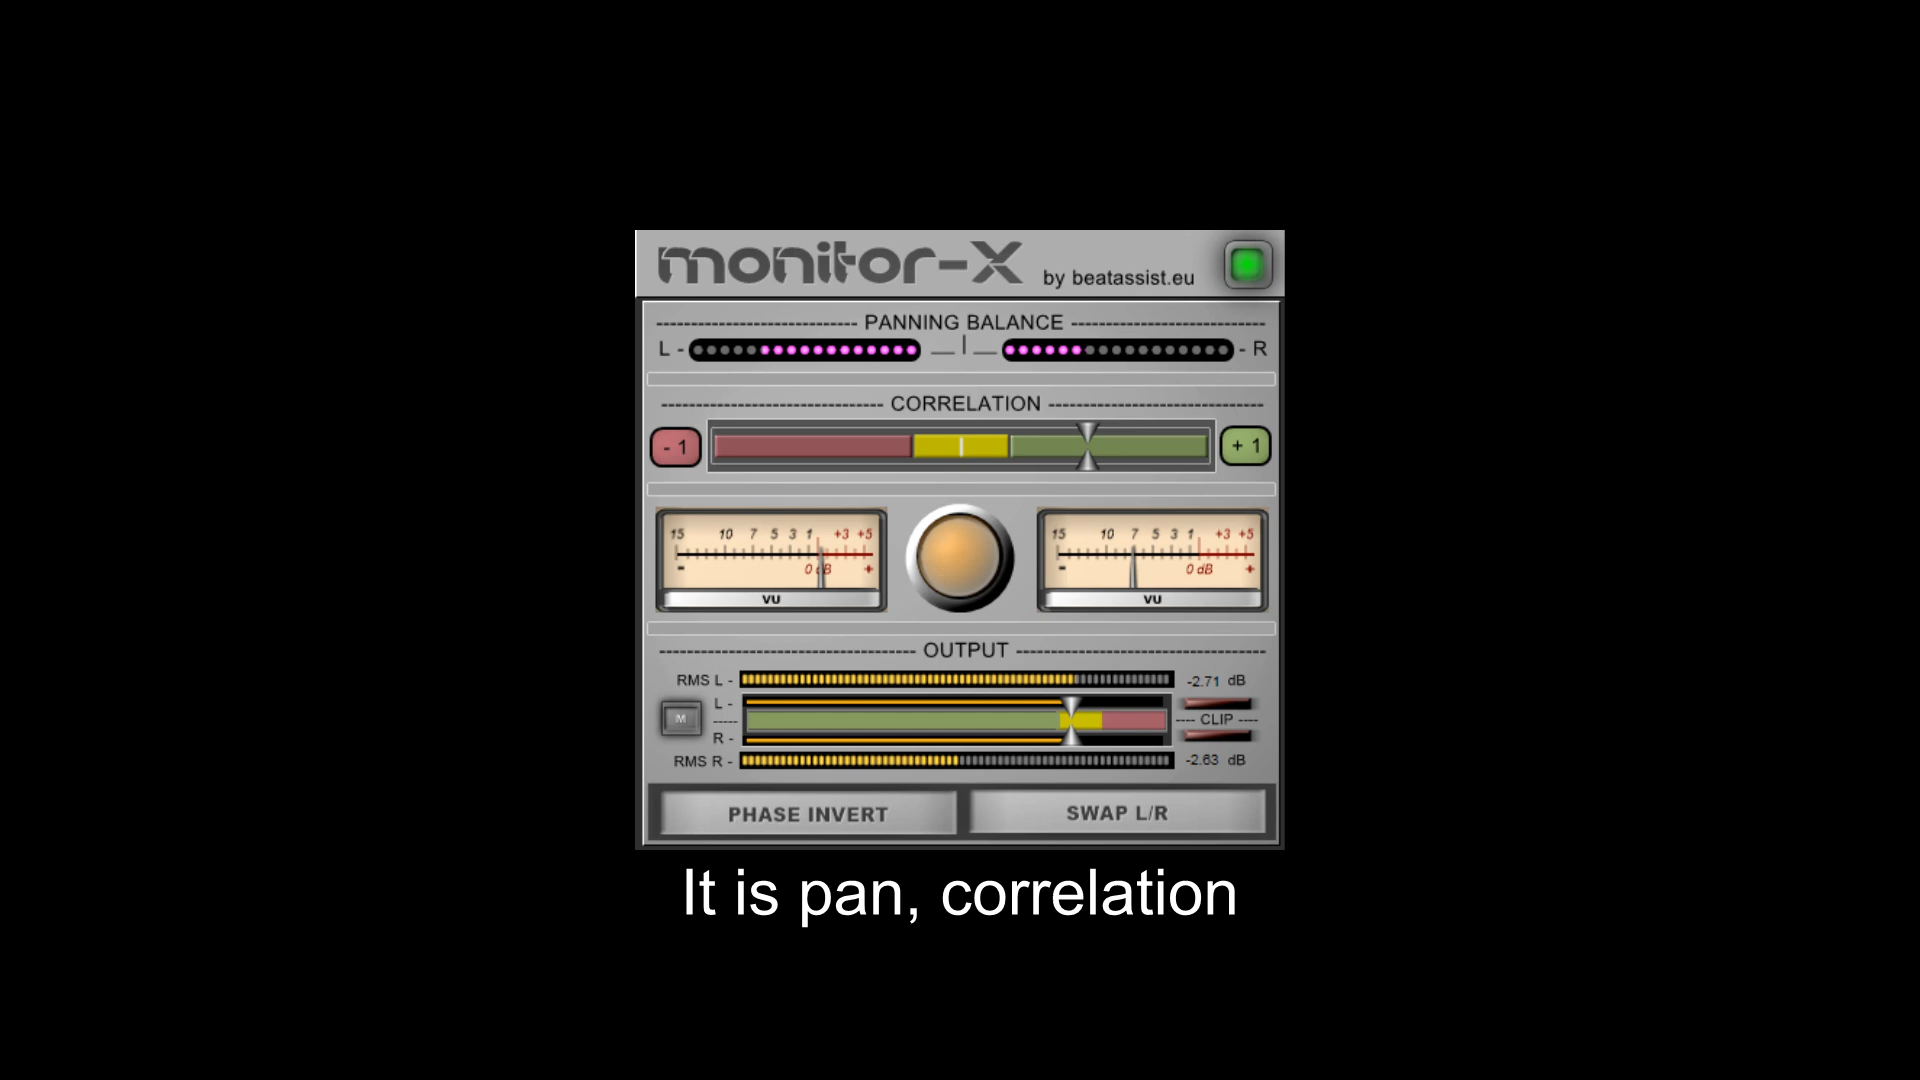 monitor-X by beatassist.eu
PANNING BALANCE
L - - R
CORRELATION
- 1 + 1
15 10 7 5 3 1 +3 +5
- 0 dB +
VU
15 10 7 5 3 1 +3 +5
- 0 dB +
VU
OUTPUT
RMS L - -2.71 dB
L -
M CLIP
R -
RMS R - -2.63 dB
PHASE INVERT SWAP L/R
It is pan, correlation